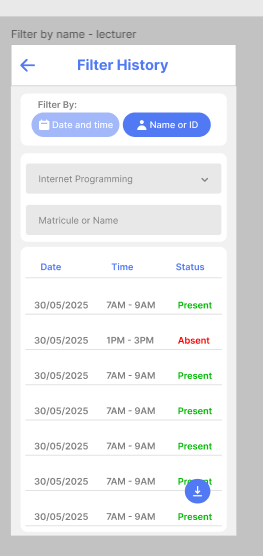 Filter by name - lecturer
Filter History
Filter By:
Date and time Name or ID
Internet Programming
Matricule or Name
Date Time Status
30/05/2025 7AM - 9AM Present
30/05/2025 1PM - 3PM Absent
30/05/2025 7AM - 9AM Present
30/05/2025 7AM - 9AM Present
30/05/2025 7AM - 9AM Present
30/05/2025 7AM - 9AM Present
30/05/2025 7AM - 9AM Present